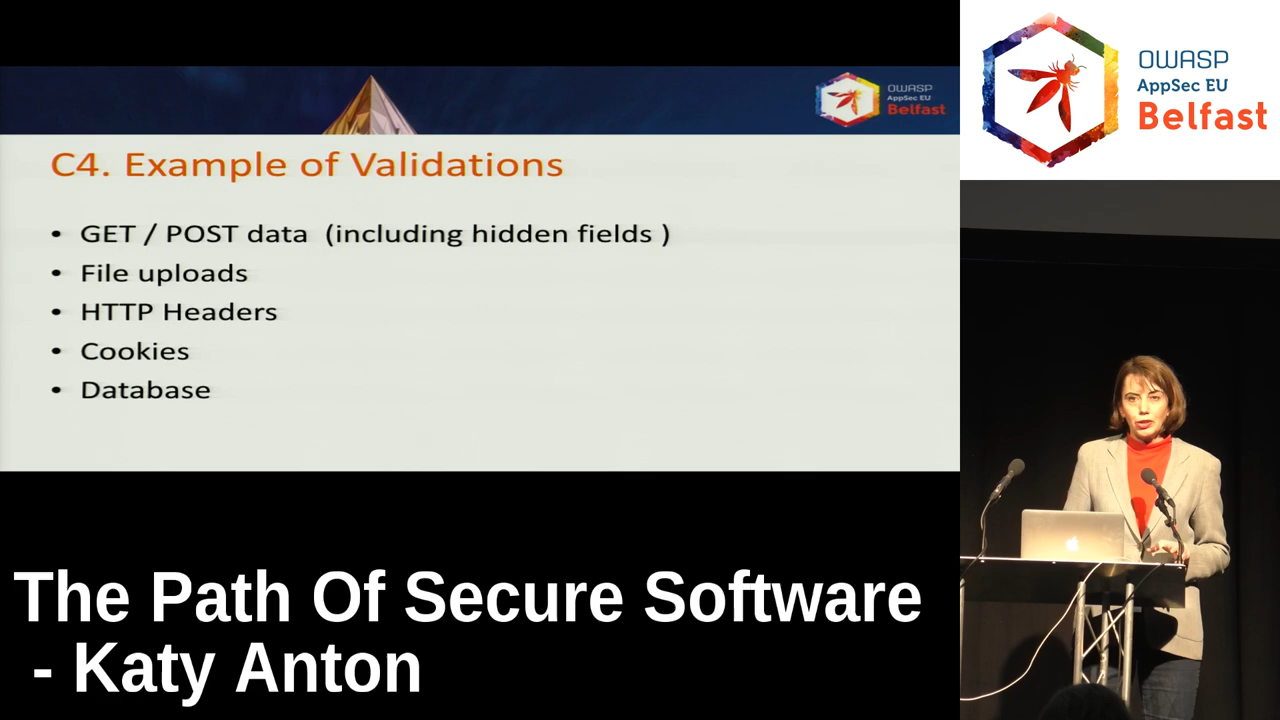 OWASP
AppSec EU
Belfast
C4. Example of Validations
• GET / POST data (including hidden fields )
• File uploads
• HTTP Headers
• Cookies
• Database
The Path Of Secure Software
- Katy Anton
OWASP
AppSec EU
Belfast